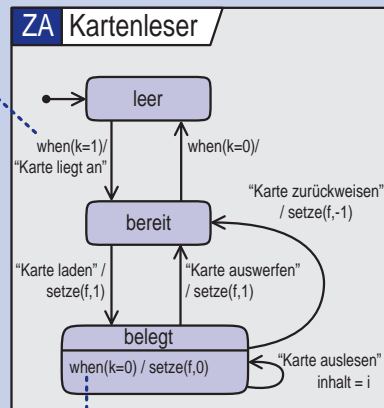 ZA Kartenleser
leer
when(k=1)/
“Karte liegt an”
when(k=0)/
“Karte zurückweisen”
/ setze(f,-1)
bereit
“Karte laden” /
setze(f,1)
“Karte auswerfen”
/ setze(f,1)
belegt
when(k=0) / setze(f,0)
“Karte auslesen”
inhalt = i